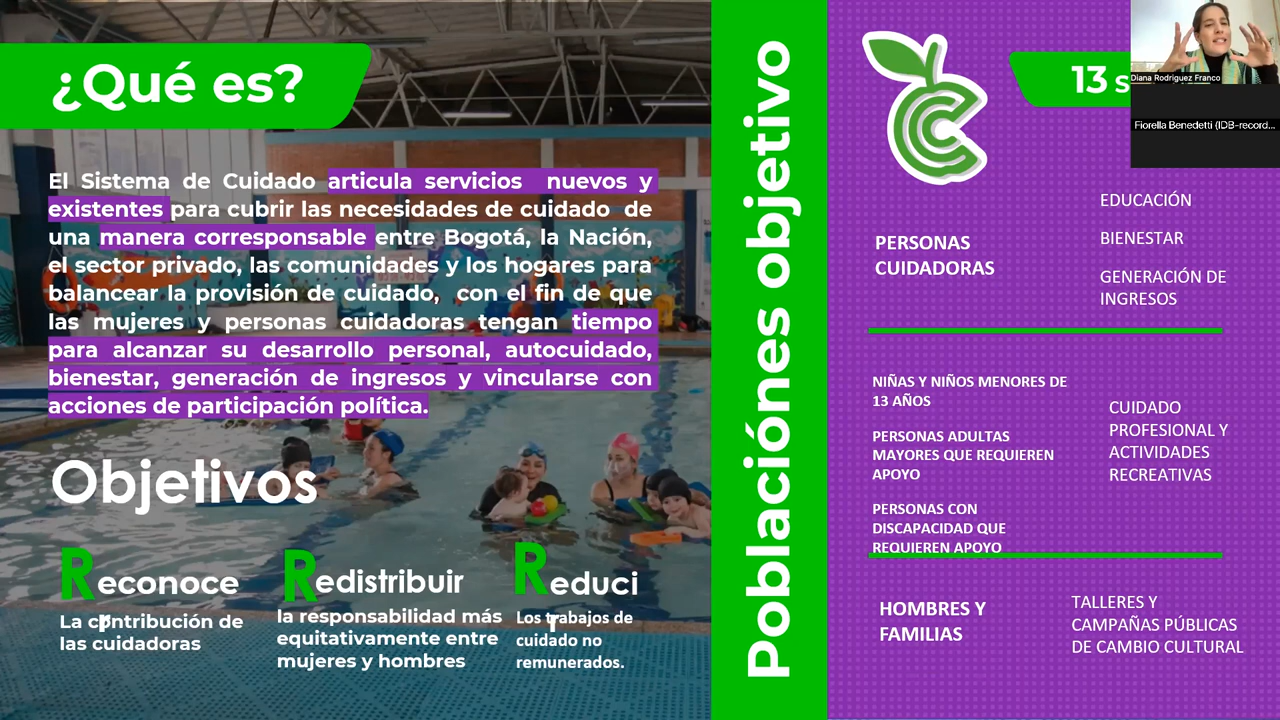 ¿Qué es?
El Sistema de Cuidado articula servicios nuevos y
existentes para cubrir las necesidades de cuidado de
una manera corresponsable entre Bogotá, la Nación,
el sector privado, las comunidades y los hogares para
balancear la provisión de cuidado, con el fin de que
las mujeres y personas cuidadoras tengan tiempo
para alcanzar su desarrollo personal, autocuidado,
bienestar, generación de ingresos y vincularse con
acciones de participación política.
Objetivos
Reconocer
La contribución de
las cuidadoras
Redistribuir
la responsabilidad más
equitativamente entre
mujeres y hombres
Reducir
Los trabajos de
cuidado no
remunerados.
Poblaciónes objetivo
13 s
Diana Rodriguez Franco
Fiorella Benedetti (IDB-record...
PERSONAS
CUIDADORAS
EDUCACIÓN
BIENESTAR
GENERACIÓN DE
INGRESOS
NIÑAS Y NIÑOS MENORES DE
13 AÑOS
PERSONAS ADULTAS
MAYORES QUE REQUIEREN
APOYO
PERSONAS CON
DISCAPACIDAD QUE
REQUIEREN APOYO
CUIDADO
PROFESIONAL Y
ACTIVIDADES
RECREATIVAS
HOMBRES Y
FAMILIAS
TALLERES Y
CAMPAÑAS PÚBLICAS
DE CAMBIO CULTURAL